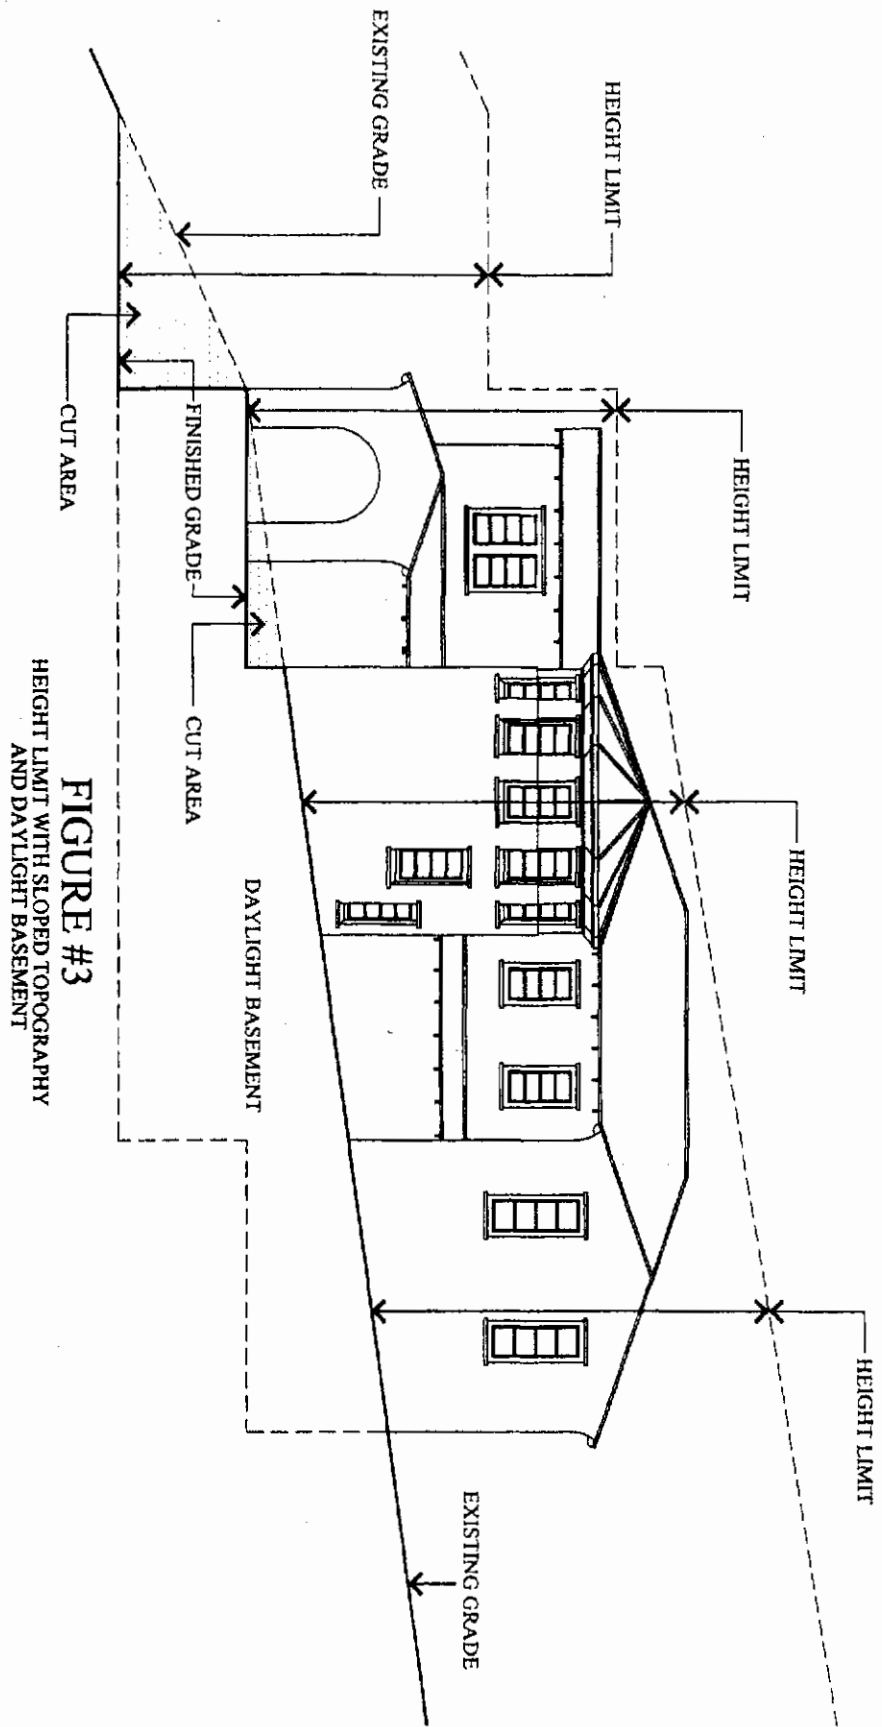 HEIGHT LIMIT
HEIGHT LIMIT
HEIGHT LIMIT
HEIGHT LIMIT
EXISTING GRADE
EXISTING GRADE
FINISHED GRADE
CUT AREA
CUT AREA
DAYLIGHT BASEMENT
FIGURE #3
HEIGHT LIMIT WITH SLOPED TOPOGRAPHY
AND DAYLIGHT BASEMENT